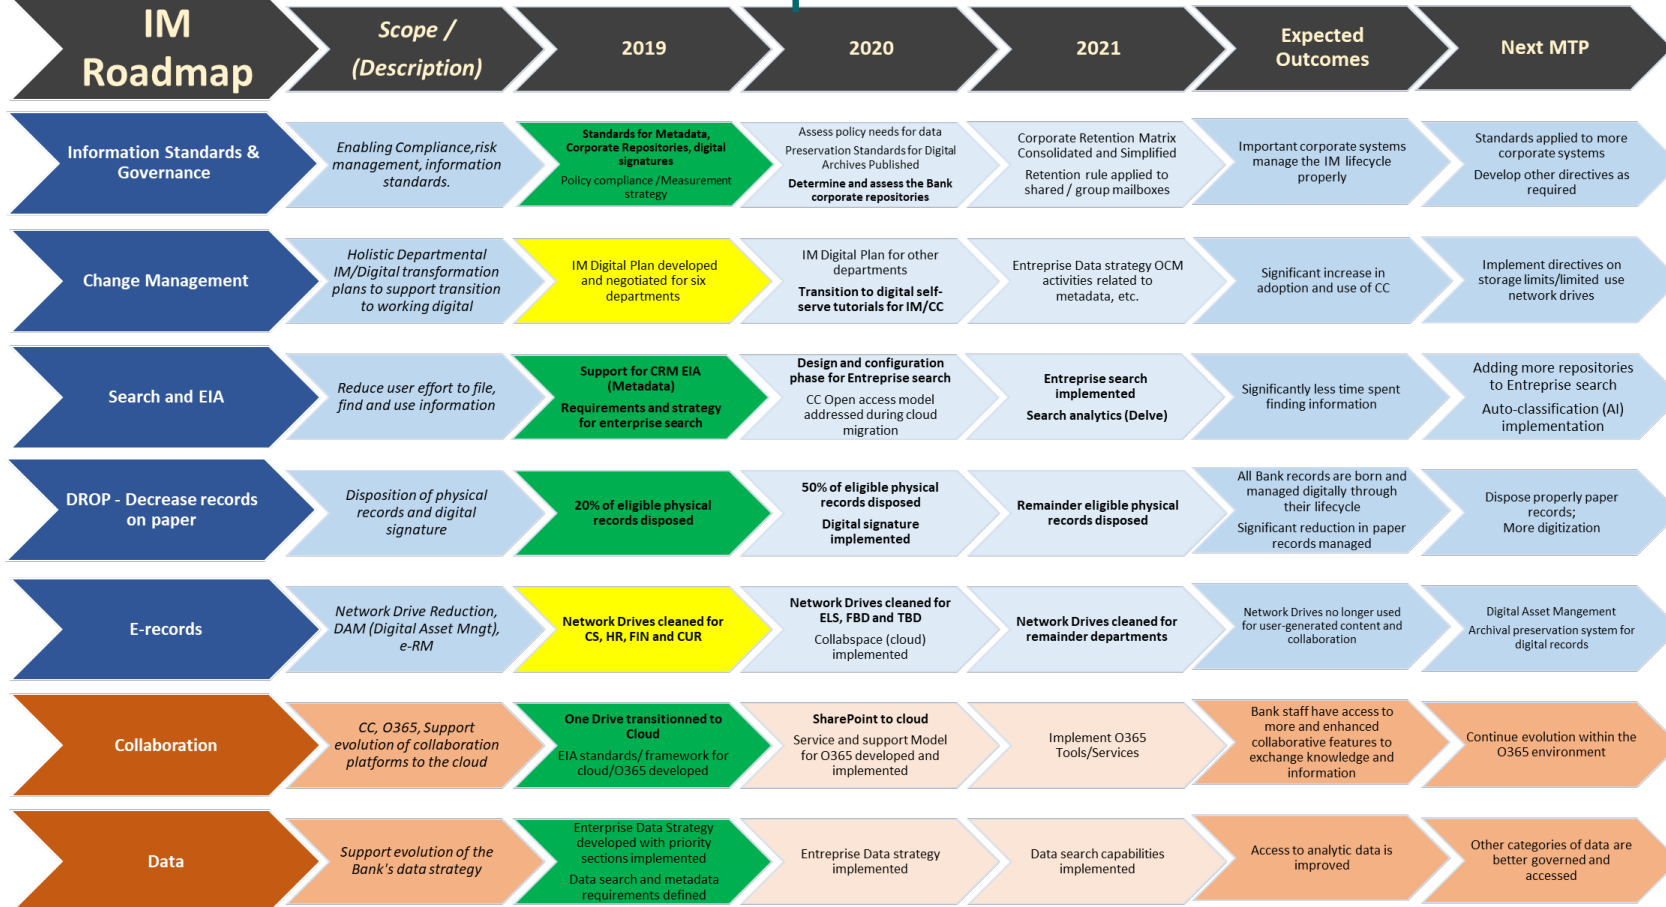 IM
Roadmap
Scope /
(Description)
2019
2020
2021
Expected
Outcomes
Next MTP
Information Standards &
Governance
Enabling Compliance,risk
management, information
standards.
Standards for Metadata,
Corporate Repositories, digital
signatures
Policy compliance /Measurement
strategy
Assess policy needs for data
Preservation Standards for Digital
Archives Published
Determine and assess the Bank
corporate repositories
Corporate Retention Matrix
Consolidated and Simplified
Retention rule applied to
shared / group mailboxes
Important corporate systems
manage the IM lifecycle
properly
Standards applied to more
corporate systems
Develop other directives as
required
Change Management
Holistic Departmental
IM/Digital transformation
plans to support transition
to working digital
IM Digital Plan developed
and negotiated for six
departments
IM Digital Plan for other
departments
Transition to digital self-
serve tutorials for IM/CC
Entreprise Data strategy OCM
activities related to
metadata, etc.
Significant increase in
adoption and use of CC
Implement directives on
storage limits/limited use
network drives
Search and EIA
Reduce user effort to file,
find and use information
Support for CRM EIA
(Metadata)
Requirements and strategy
for enterprise search
Design and configuration
phase for Entreprise search
CC Open access model
addressed during cloud
migration
Entreprise search
implemented
Search analytics (Delve)
Significantly less time spent
finding information
Adding more repositories
to Entreprise search
Auto-classification (AI)
implementation
DROP - Decrease records
on paper
Disposition of physical
records and digital
signature
20% of eligible physical
records disposed
50% of eligible physical
records disposed
Digital signature
implemented
Remainder eligible physical
records disposed
All Bank records are born and
managed digitally through
their lifecycle
Significant reduction in paper
records managed
Dispose properly paper
records;
More digitization
E-records
Network Drive Reduction,
DAM (Digital Asset Mngt),
e-RM
Network Drives cleaned for
CS, HR, FIN and CUR
Network Drives cleaned for
ELS, FBD and TBD
Collabspace (cloud)
implemented
Network Drives cleaned for
remainder departments
Network Drives no longer used
for user-generated content and
collaboration
Digital Asset Mangement
Archival preservation system for
digital records
Collaboration
CC, O365, Support
evolution of collaboration
platforms to the cloud
One Drive transitionned to
Cloud
EIA standards/ framework for
cloud/O365 developed
SharePoint to cloud
Service and support Model
for O365 developed and
implemented
Implement O365
Tools/Services
Bank staff have access to
more and enhanced
collaborative features to
exchange knowledge and
information
Continue evolution within the
O365 environment
Data
Support evolution of the
Bank's data strategy
Enterprise Data Strategy
developed with priority
sections implemented
Data search and metadata
requirements defined
Entreprise Data strategy
implemented
Data search capabilities
implemented
Access to analytic data is
improved
Other categories of data are
better governed and
accessed